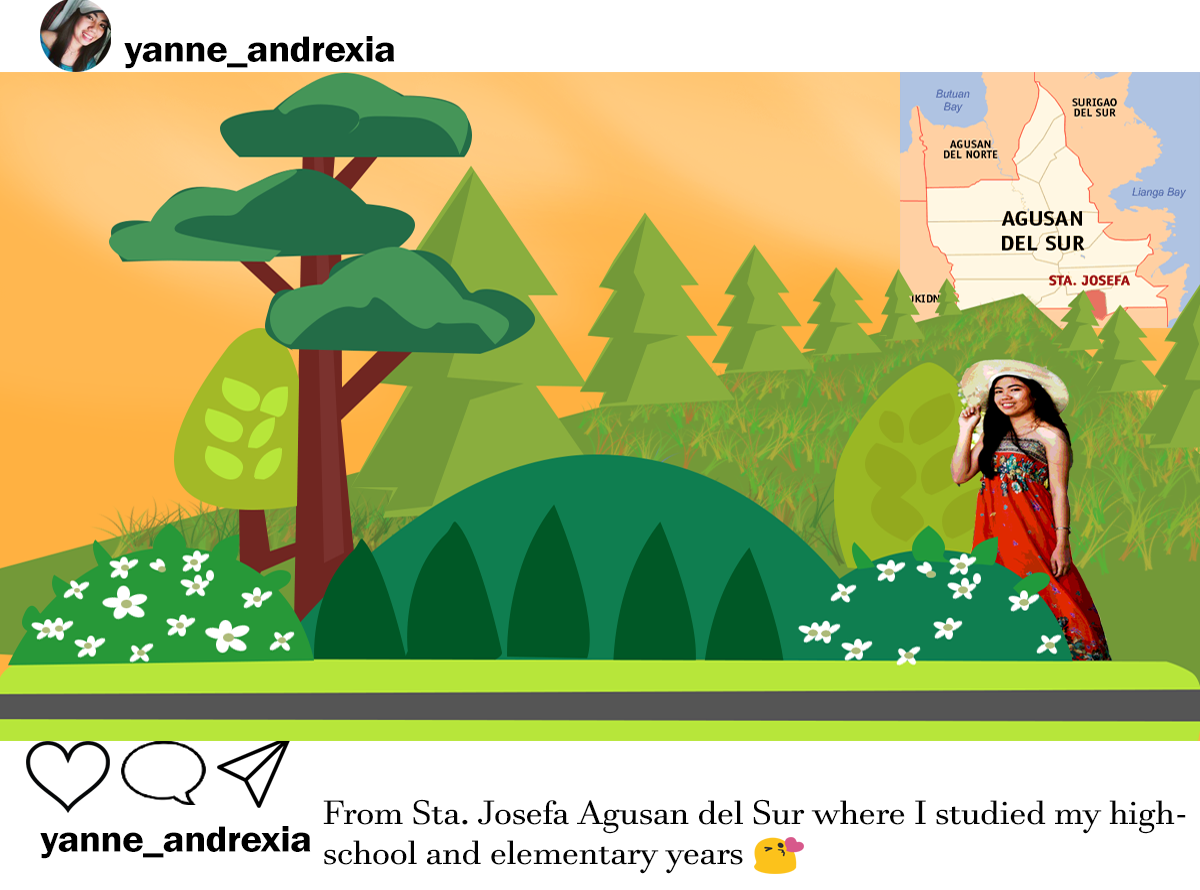 yanne_andrexia
Butuan
Bay
SURIGAO
DEL SUR
AGUSAN
DEL NORTE
Lianga Bay
AGUSAN
DEL SUR
STA. JOSEFA
UKIDN
yanne_andrexia
From Sta. Josefa Agusan del Sur where I studied my high-
school and elementary years 😘